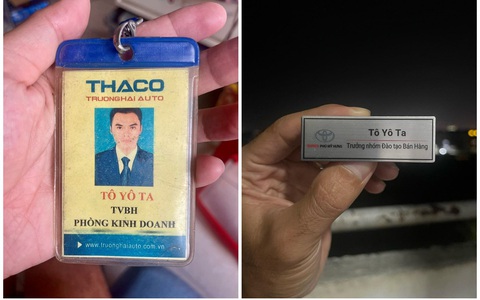 THACO
TRUONGHAI AUTO
TÔ YÔ TA
TVBH
PHÒNG KINH DOANH
www.truonghaiauto.com.vn
Tô Yô Ta
Trưởng nhóm Đào tạo Bán Hàng